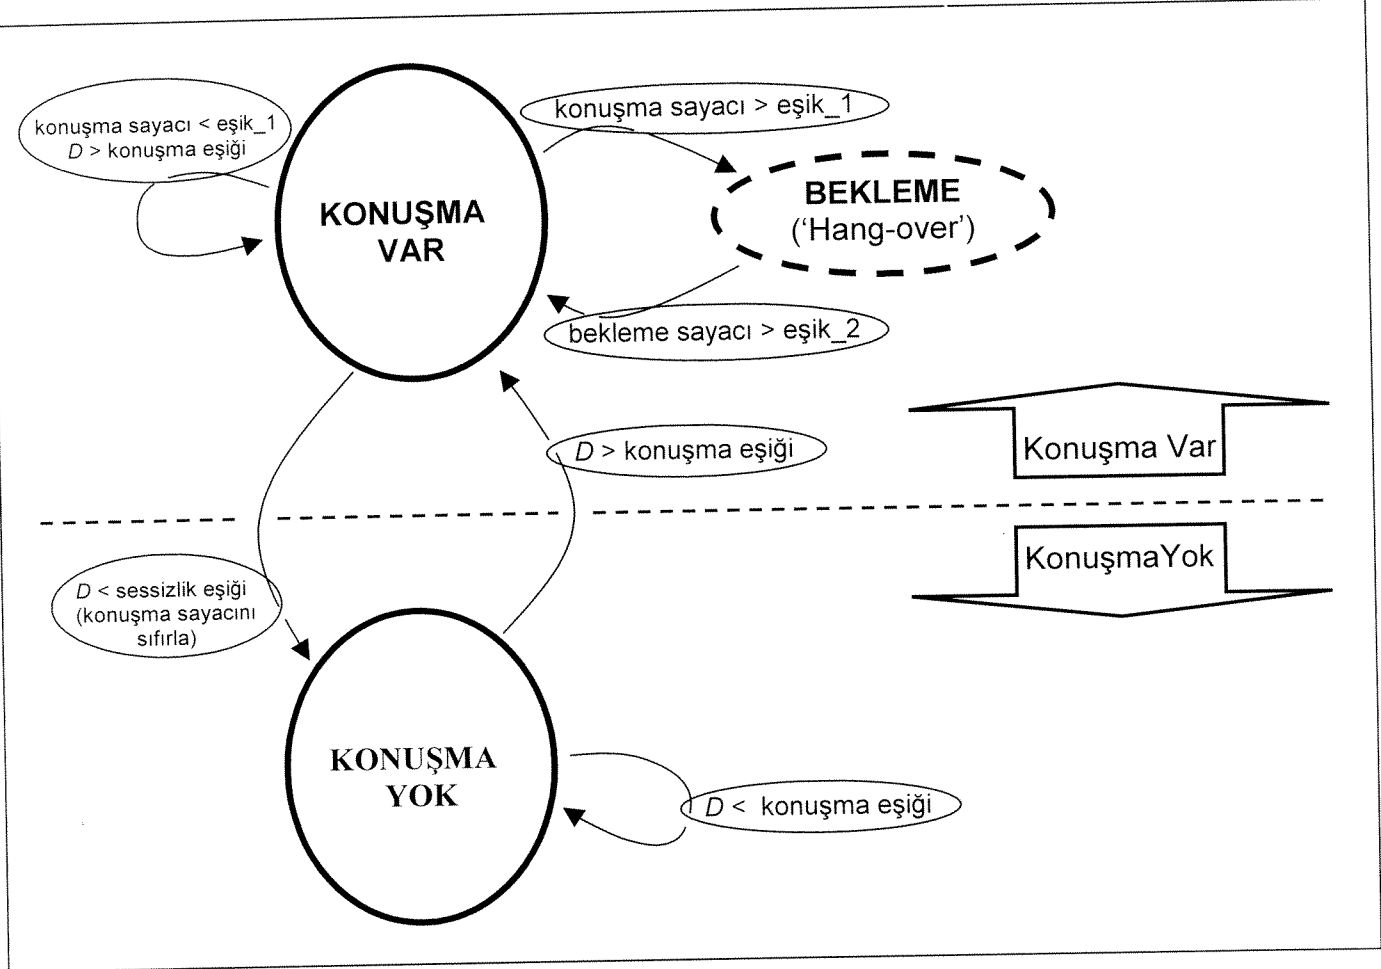 konuşma sayacı < eşik_1
D > konuşma eşiği
konuşma sayacı > eşik_1
KONUŞMA
VAR
BEKLEME
(‘Hang-over’)
bekleme sayacı > eşik_2
D > konuşma eşiği
Konuşma Var
KonuşmaYok
D < sessizlik eşiği
(konuşma sayacını
sıfırla)
KONUŞMA
YOK
D < konuşma eşiği